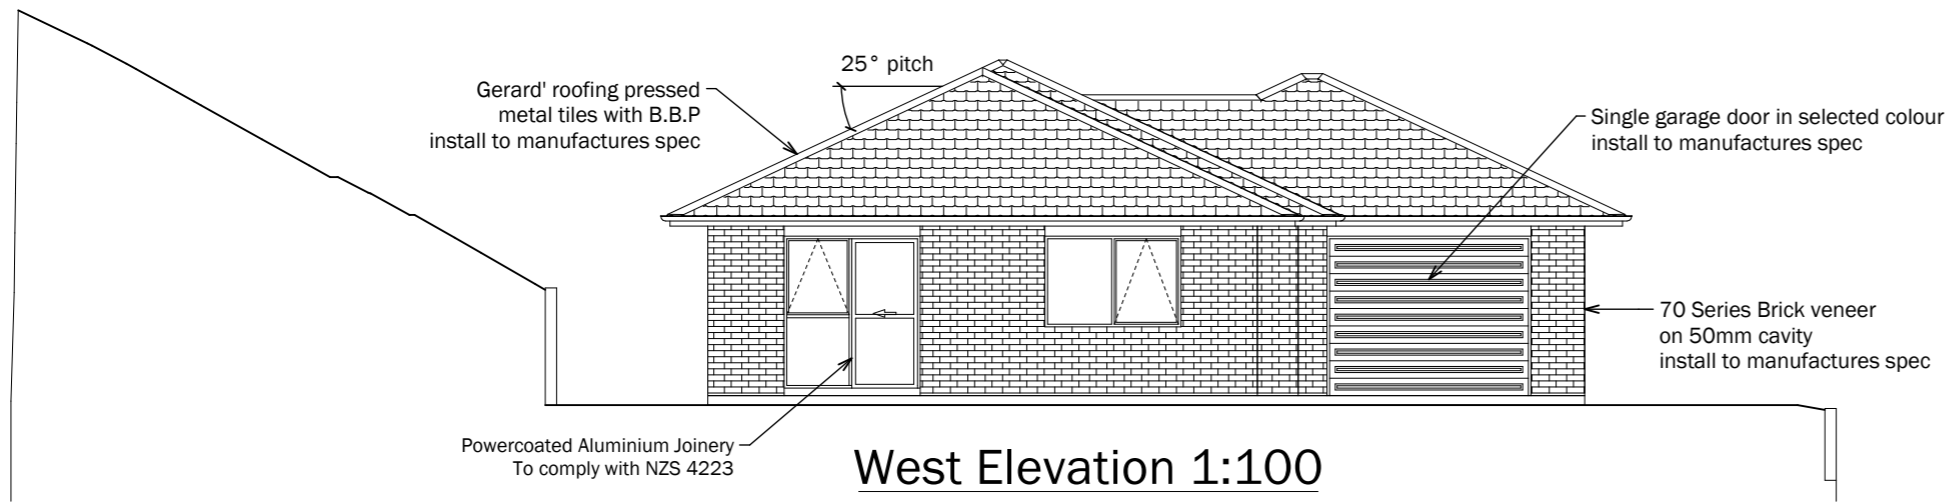 25° pitch
Gerard' roofing pressed
metal tiles with B.B.P
install to manufactures spec
Single garage door in selected colour
install to manufactures spec
70 Series Brick veneer
on 50mm cavity
install to manufactures spec
Powercoated Aluminium Joinery
To comply with NZS 4223
West Elevation 1:100